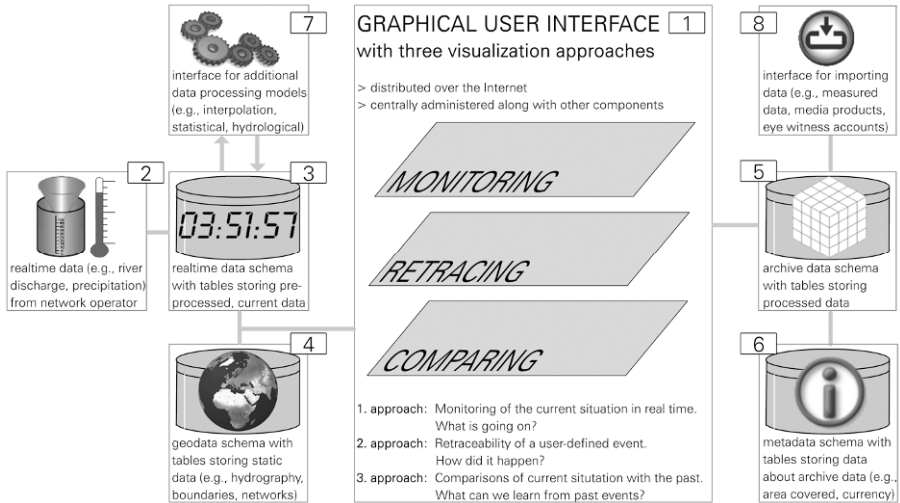 7
interface for additional
data processing models
(e.g., interpolation,
statistical, hydrological)
2
realtime data (e.g., river
discharge, precipitation)
from network operator
3
03:51:57
realtime data schema
with tables storing pre-
processed, current data
4
geodata schema with
tables storing static
data (e.g., hydrography,
boundaries, networks)
GRAPHICAL USER INTERFACE 1
with three visualization approaches
> distributed over the Internet
> centrally administered along with other components
MONITORING
RETRACING
COMPARING
1. approach: Monitoring of the current situation in real time.
What is going on?
2. approach: Retraceability of a user-defined event.
How did it happen?
3. approach: Comparisons of current situtation with the past.
What can we learn from past events?
8
interface for importing
data (e.g., measured
data, media products,
eye witness accounts)
5
archive data schema
with tables storing
processed data
6
i
metadata schema with
tables storing data
about archive data (e.g.,
area covered, currency)